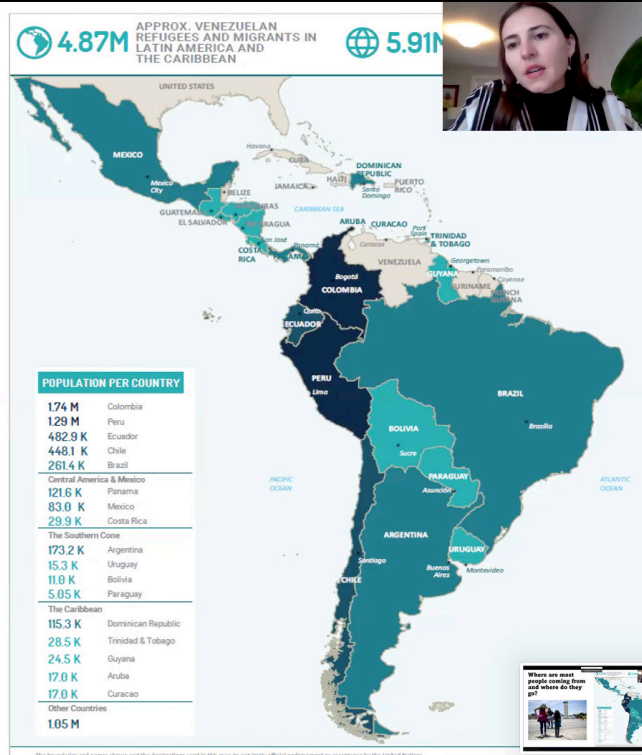 4.87M
APPROX. VENEZUELAN
REFUGEES AND MIGRANTS IN
LATIN AMERICA AND
THE CARIBBEAN
5.91
UNITED STATES
MEXICO
Mexico
City
Havana
CUBA
JAMAICA
HAITI
DOMINICAN
REPUBLIC
Santo
Domingo
PUERTO
RICO
BELIZE
GUATEMAL
EL SALVADOR
CARIBBEAN SEA
San José
COSTA
RICA
Panamá
ARUBA
CURACAO
Port
Spain
TRINIDAD
& TOBAGO
Caracas
VENEZUELA
Georgetown
GUYANA
Paramaribo
SURINAME
Cayenne
FRENCH
GUYANA
Bogotá
COLOMBIA
Quito
ECUADOR
PERU
Lima
BRAZIL
Brasilia
BOLIVIA
Sucre
PARAGUAY
Asunción
PACIFIC
OCEAN
ATLANTIC
OCEAN
ARGENTINA
URUGUAY
Santiago
Buenos
Aires
Montevideo
CHILE
POPULATION PER COUNTRY
1.74 M Colombia
1.29 M Peru
482.9 K Ecuador
448.1 K Chile
261.4 K Brazil
Central America & Mexico
121.6 K Panama
83.0 K Mexico
29.9 K Costa Rica
The Southern Cone
173.2 K Argentina
15.3 K Uruguay
11.0 K Bolivia
5.05 K Paraguay
The Caribbean
115.3 K Dominican Republic
28.5 K Trinidad & Tobago
24.5 K Guyana
17.0 K Aruba
17.0 K Curacao
Other Countries
1.05 M
Where are most
people coming from
and where do they
go?